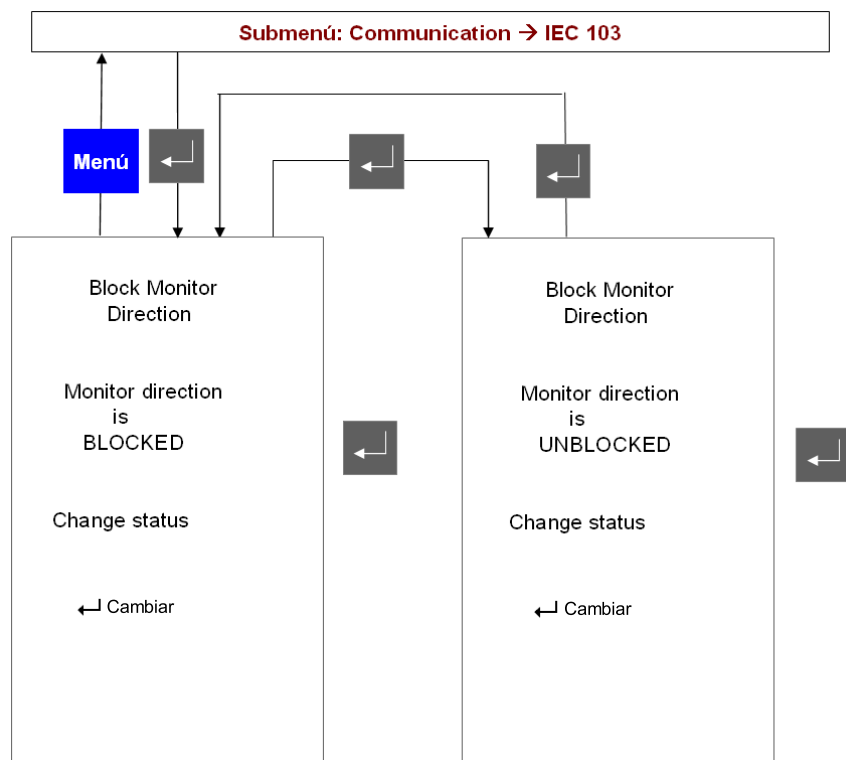 Submenú: Communication → IEC 103
Menú
Block Monitor
Direction
Monitor direction
is
BLOCKED
Change status
↵ Cambiar
Block Monitor
Direction
Monitor direction
is
UNBLOCKED
Change status
↵ Cambiar